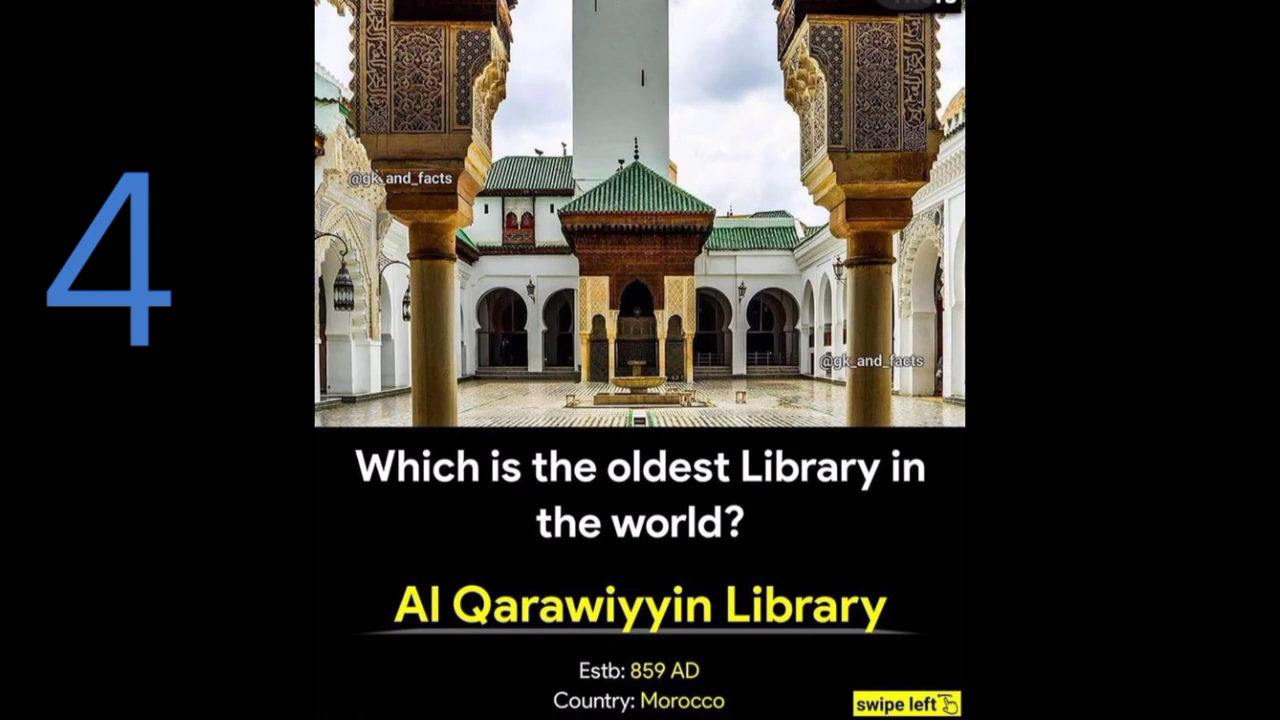 4
@gk_and_facts
@gk_and_facts
Which is the oldest Library in
the world?
Al Qarawiyyin Library
Estb: 859 AD
Country: Morocco
swipe left